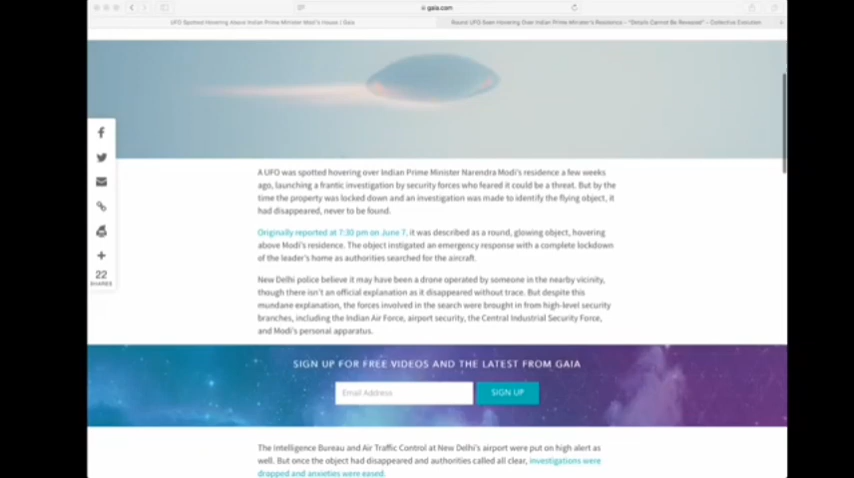 gaia.com
UFO Spotted Hovering Above Indian Prime Minister Modi's House | Gaia
Round UFO Seen Hovering Over Indian Prime Minister's Residence – "Details Cannot Be Revealed" – Collective Evolution
A UFO was spotted hovering over Indian Prime Minister Narendra Modi's residence a few weeks
ago, launching a frantic investigation by security forces who feared it could be a threat. But by the
time the property was locked down and an investigation was made to identify the flying object, it
had disappeared, never to be found.
Originally reported at 7:30 pm on June 7, it was described as a round, glowing object, hovering
above Modi's residence. The object instigated an emergency response with a complete lockdown
of the leader's home as authorities searched for the aircraft.
New Delhi police believe it may have been a drone operated by someone in the nearby vicinity,
though there isn't an official explanation as it disappeared without trace. But despite this
mundane explanation, the forces involved in the search were brought in from high-level security
branches, including the Indian Air Force, airport security, the Central Industrial Security Force,
and Modi's personal apparatus.
22
SHARES
SIGN UP FOR FREE VIDEOS AND THE LATEST FROM GAIA
Email Address
SIGN UP
The Intelligence Bureau and Air Traffic Control at New Delhi's airport were put on high alert as
well. But once the object had disappeared and authorities called all clear, investigations were
dropped and anxieties were eased.